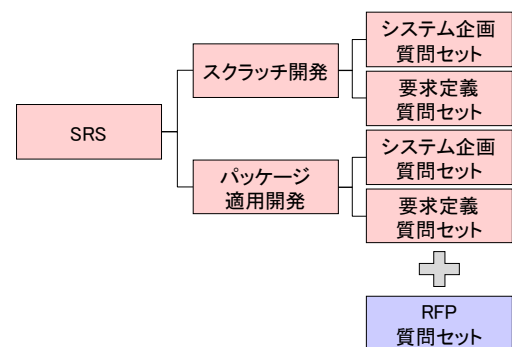 システム企画
質問セット
スクラッチ開発
要求定義
質問セット
SRS
システム企画
質問セット
パッケージ
適用開発
要求定義
質問セット
RFP
質問セット